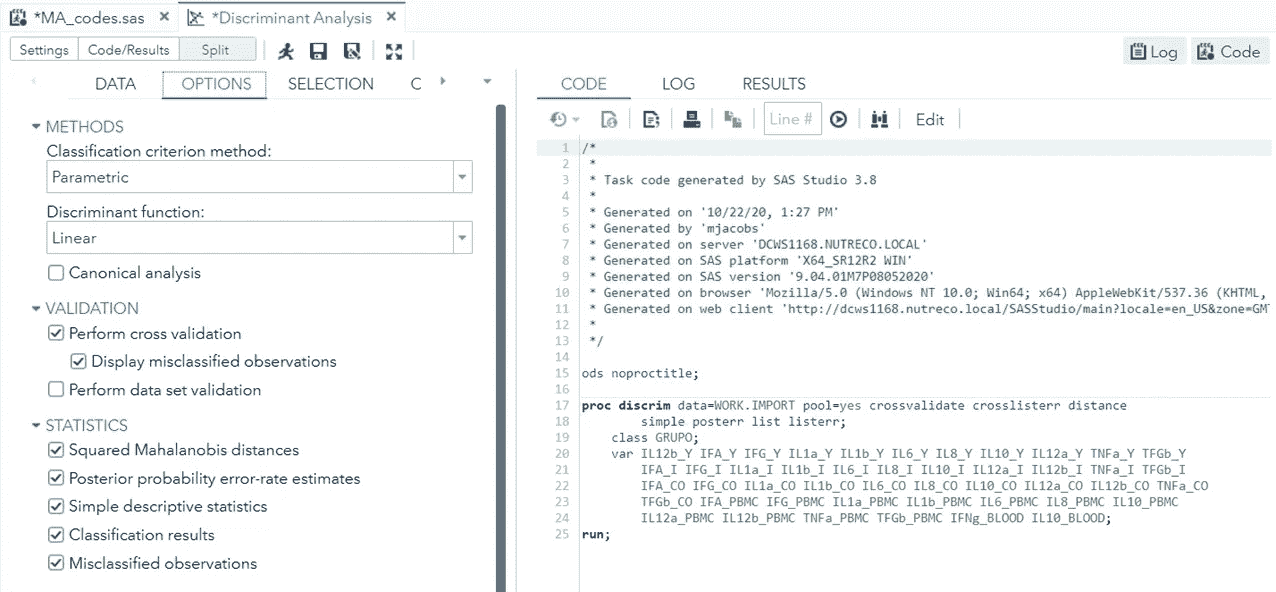 *MA_codes.sas × *Discriminant Analysis ×
Settings Code/Results Split
Log Code
DATA OPTIONS SELECTION C
METHODS
Classification criterion method:
Parametric
Discriminant function:
Linear
Canonical analysis
VALIDATION
Perform cross validation
Display misclassified observations
Perform data set validation
STATISTICS
Squared Mahalanobis distances
Posterior probability error-rate estimates
Simple descriptive statistics
Classification results
Misclassified observations
CODE LOG RESULTS
Line # Edit
1 /*
2 *
3 * Task code generated by SAS Studio 3.8
4 *
5 * Generated on '10/22/20, 1:27 PM'
6 * Generated by 'mjacobs'
7 * Generated on server 'DCWS1168.NUTRECO.LOCAL'
8 * Generated on SAS platform 'X64_SR12R2 WIN'
9 * Generated on SAS version '9.04.01M7P08052020'
10 * Generated on browser 'Mozilla/5.0 (Windows NT 10.0; Win64; x64) AppleWebKit/537.36 (KHTML,
11 * Generated on web client 'http://dcws1168.nutreco.local/SASStudio/main?locale=en_US&zone=GMT
12 *
13 */
14
15 ods noproctitle;
16
17 proc discrim data=WORK.IMPORT pool=yes crossvalidate crosslisterr distance
18 simple posterr list listerr;
19 class GRUPO;
20 var IL12b_Y IFA_Y IFG_Y IL1a_Y IL1b_Y IL6_Y IL8_Y IL10_Y IL12a_Y TNFa_Y TFGb_Y
21 IFA_I IFG_I IL1a_I IL1b_I IL6_I IL8_I IL10_I IL12a_I IL12b_I TNFa_I TFGb_I
22 IFA_CO IFG_CO IL1a_CO IL1b_CO IL6_CO IL8_CO IL10_CO IL12a_CO IL12b_CO TNFa_CO
23 TFGb_CO IFA_PBMC IFG_PBMC IL1a_PBMC IL1b_PBMC IL6_PBMC IL8_PBMC IL10_PBMC
24 IL12a_PBMC IL12b_PBMC TNFa_PBMC TFGb_PBMC IFNg_BLOOD IL10_BLOOD;
25 run;